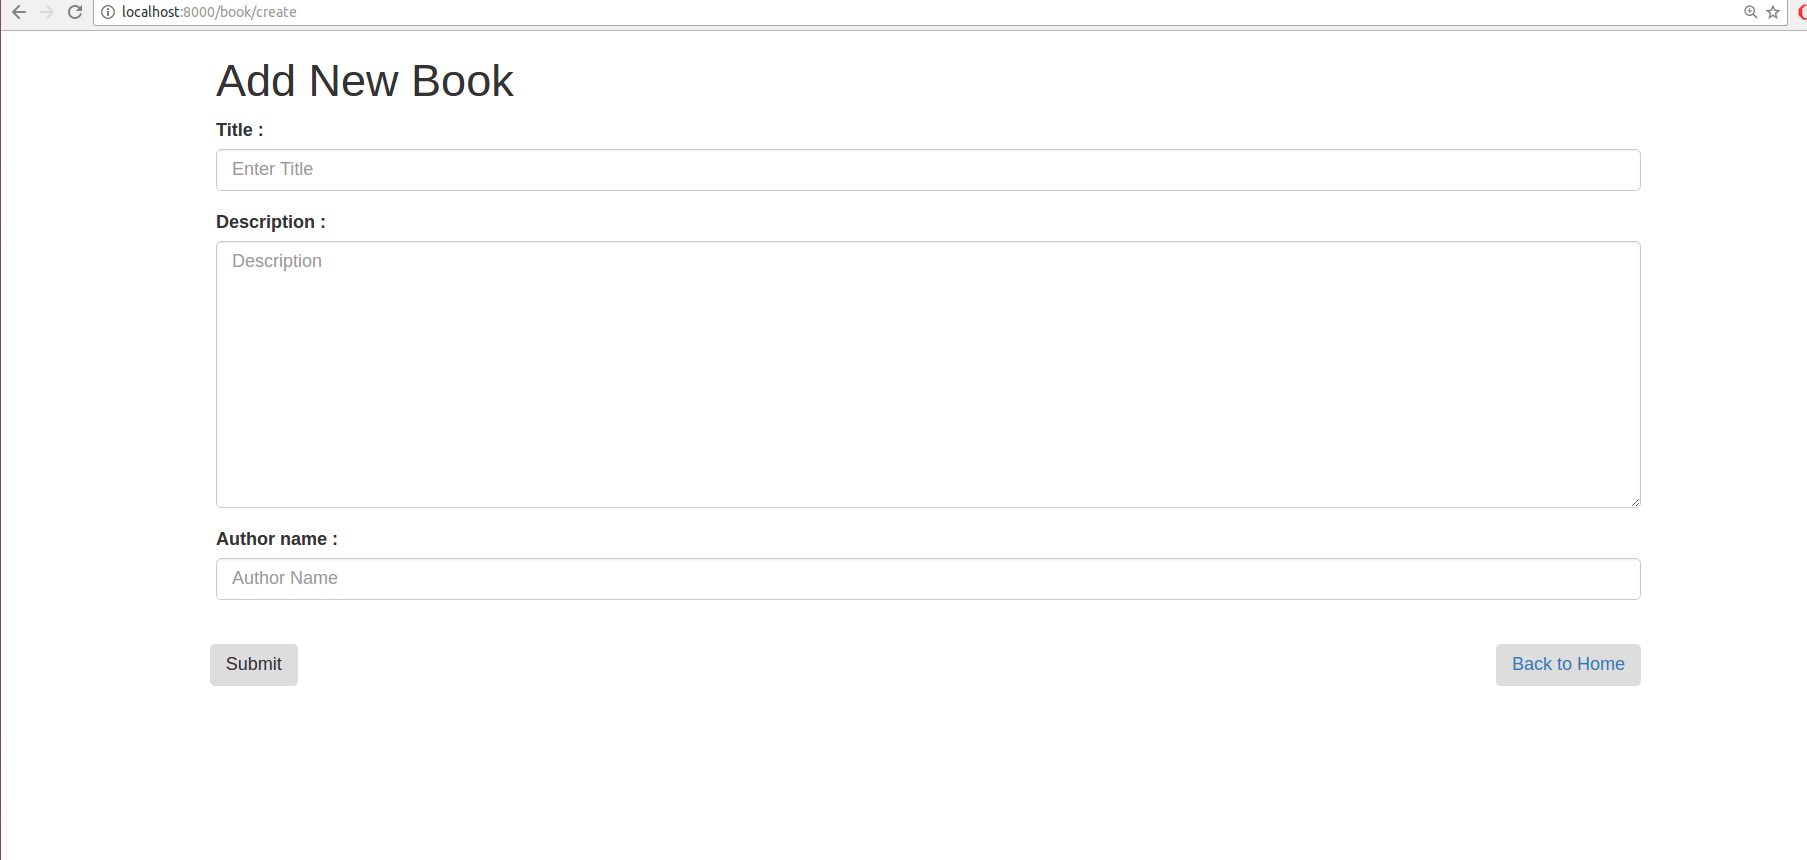 localhost:8000/book/create
Add New Book
Title :
Enter Title
Description :
Description
Author name :
Author Name
Submit
Back to Home